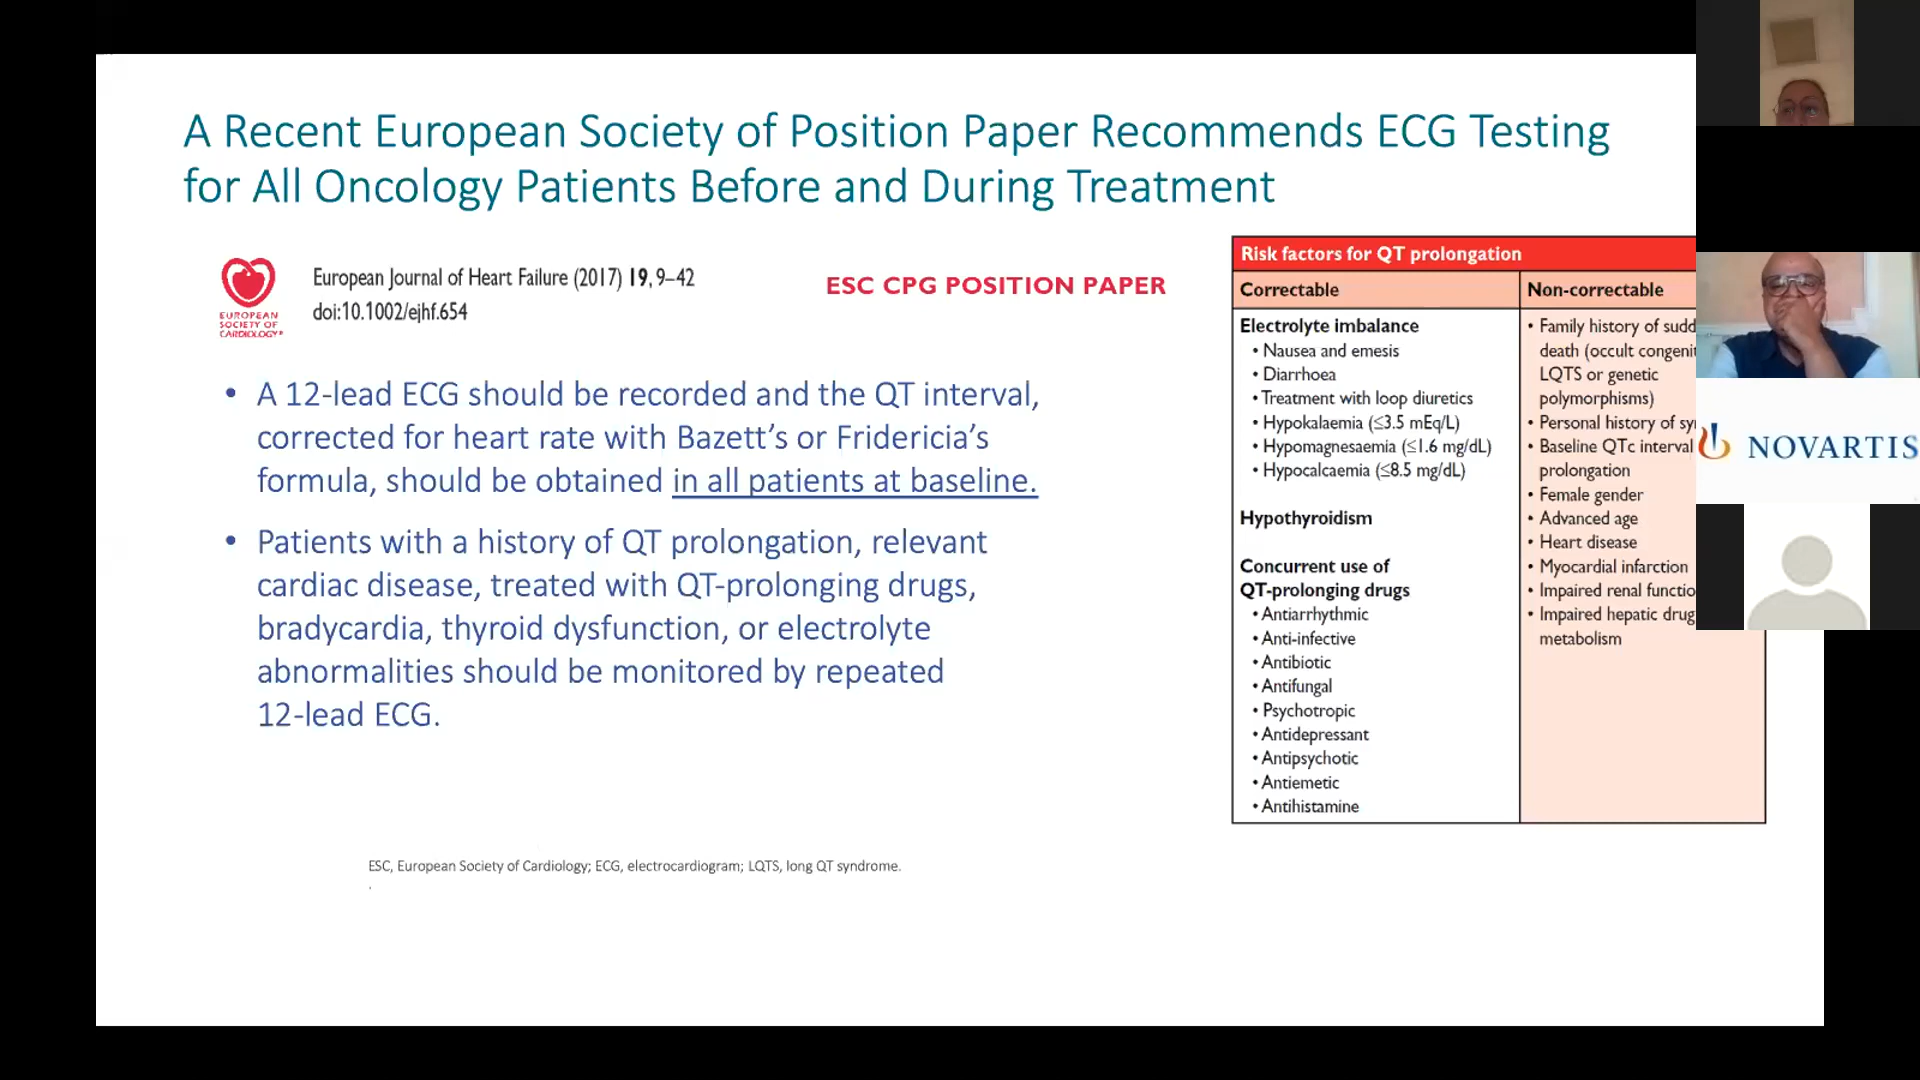 A Recent European Society of Position Paper Recommends ECG Testing
for All Oncology Patients Before and During Treatment
EUROPEAN
SOCIETY OF
CARDIOLOGY®
European Journal of Heart Failure (2017) 19, 9–42
doi:10.1002/ejhf.654
ESC CPG POSITION PAPER
• A 12-lead ECG should be recorded and the QT interval,
corrected for heart rate with Bazett’s or Fridericia’s
formula, should be obtained in all patients at baseline.
• Patients with a history of QT prolongation, relevant
cardiac disease, treated with QT-prolonging drugs,
bradycardia, thyroid dysfunction, or electrolyte
abnormalities should be monitored by repeated
12-lead ECG.
Risk factors for QT prolongation
Correctable
Electrolyte imbalance
• Nausea and emesis
• Diarrhoea
• Treatment with loop diuretics
• Hypokalaemia (≤3.5 mEq/L)
• Hypomagnesaemia (≤1.6 mg/dL)
• Hypocalcaemia (≤8.5 mg/dL)
Hypothyroidism
Concurrent use of
QT-prolonging drugs
• Antiarrhythmic
• Anti-infective
• Antibiotic
• Antifungal
• Psychotropic
• Antidepressant
• Antipsychotic
• Antiemetic
• Antihistamine
Non-correctable
• Family history of
death (occult
LQTS or genetic
polymorphisms)
• Personal history of
• Baseline QTc interval
prolongation
• Female gender
• Advanced age
• Heart disease
• Myocardial infarction
• Impaired renal
• Impaired hepatic drug
metabolism
NOVARTIS
ESC, European Society of Cardiology; ECG, electrocardiogram; LQTS, long QT syndrome.
.